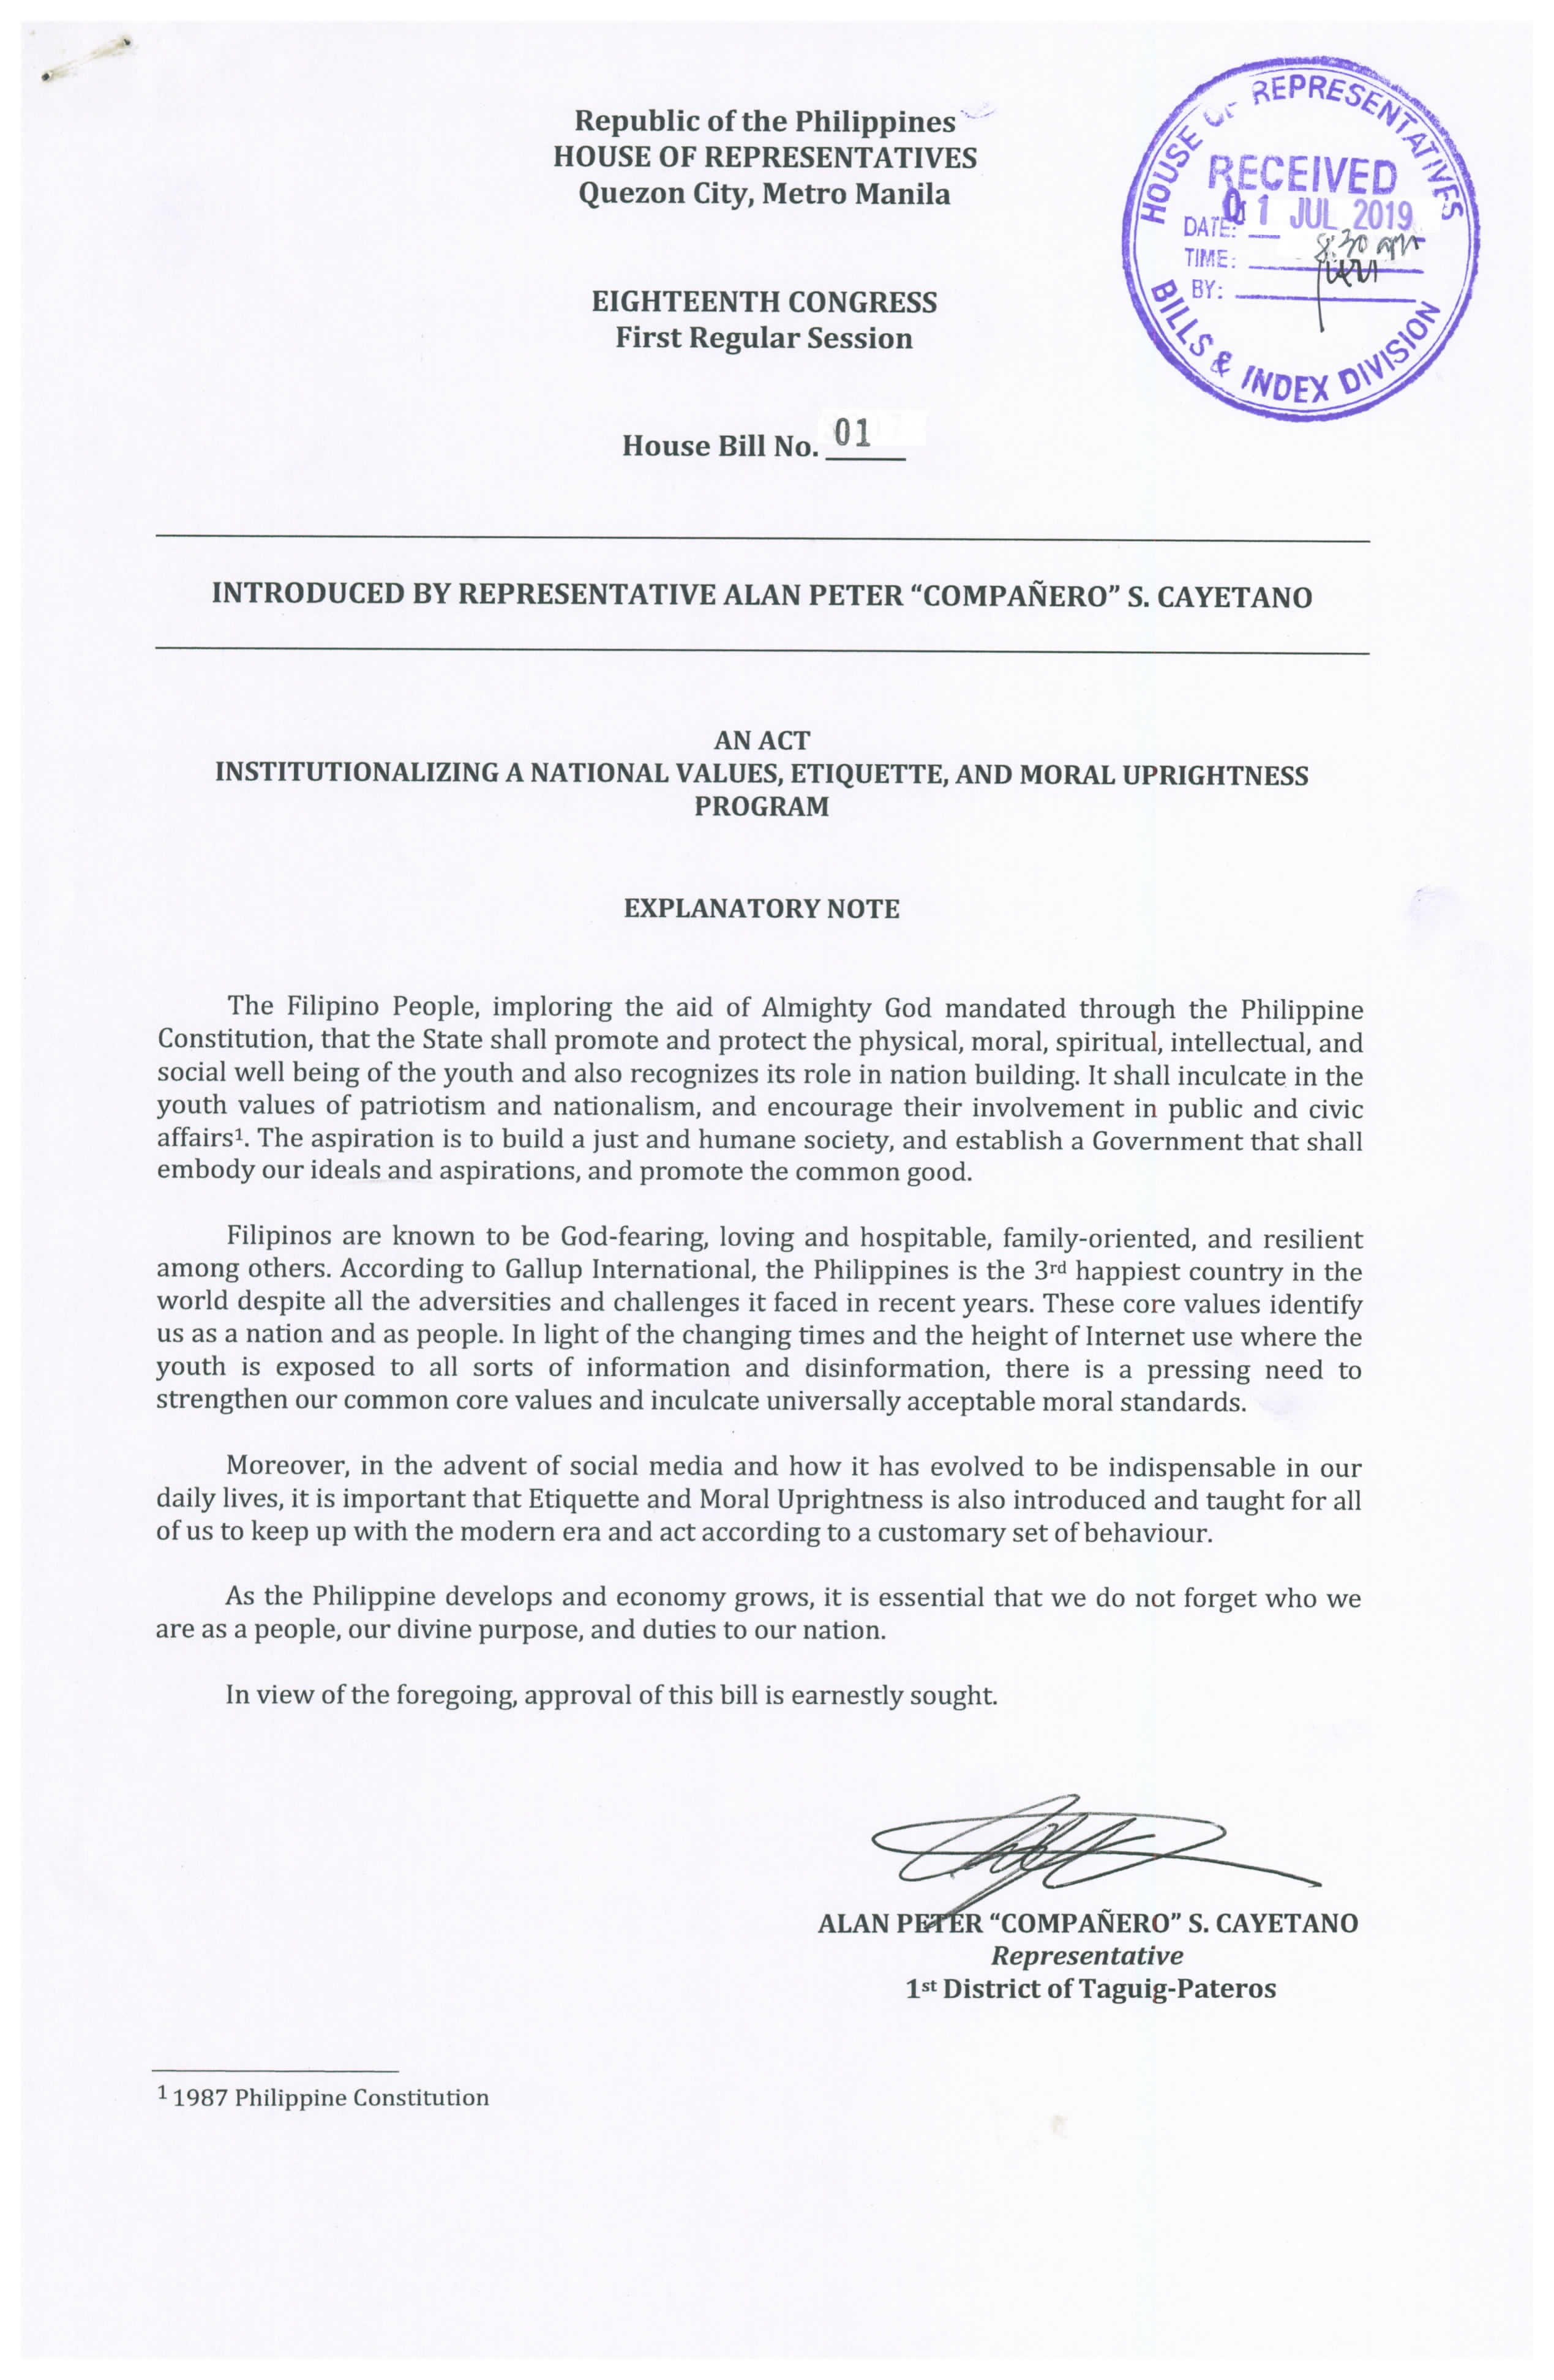 Republic of the Philippines
HOUSE OF REPRESENTATIVES
Quezon City, Metro Manila
HOUSE OF REPRESENTATIVES
RECEIVED
DATE: 01 JUL 2019
TIME: 8:30 am
BY:
BILLS & INDEX DIVISION
EIGHTEENTH CONGRESS
First Regular Session
House Bill No. 01
INTRODUCED BY REPRESENTATIVE ALAN PETER “COMPAÑERO” S. CAYETANO
AN ACT
INSTITUTIONALIZING A NATIONAL VALUES, ETIQUETTE, AND MORAL UPRIGHTNESS
PROGRAM
EXPLANATORY NOTE
The Filipino People, imploring the aid of Almighty God mandated through the Philippine
Constitution, that the State shall promote and protect the physical, moral, spiritual, intellectual, and
social well being of the youth and also recognizes its role in nation building. It shall inculcate in the
youth values of patriotism and nationalism, and encourage their involvement in public and civic
affairs¹. The aspiration is to build a just and humane society, and establish a Government that shall
embody our ideals and aspirations, and promote the common good.
Filipinos are known to be God-fearing, loving and hospitable, family-oriented, and resilient
among others. According to Gallup International, the Philippines is the 3rd happiest country in the
world despite all the adversities and challenges it faced in recent years. These core values identify
us as a nation and as people. In light of the changing times and the height of Internet use where the
youth is exposed to all sorts of information and disinformation, there is a pressing need to
strengthen our common core values and inculcate universally acceptable moral standards.
Moreover, in the advent of social media and how it has evolved to be indispensable in our
daily lives, it is important that Etiquette and Moral Uprightness is also introduced and taught for all
of us to keep up with the modern era and act according to a customary set of behaviour.
As the Philippine develops and economy grows, it is essential that we do not forget who we
are as a people, our divine purpose, and duties to our nation.
In view of the foregoing, approval of this bill is earnestly sought.
ALAN PETER “COMPAÑERO” S. CAYETANO
Representative
1st District of Taguig-Pateros
1 1987 Philippine Constitution